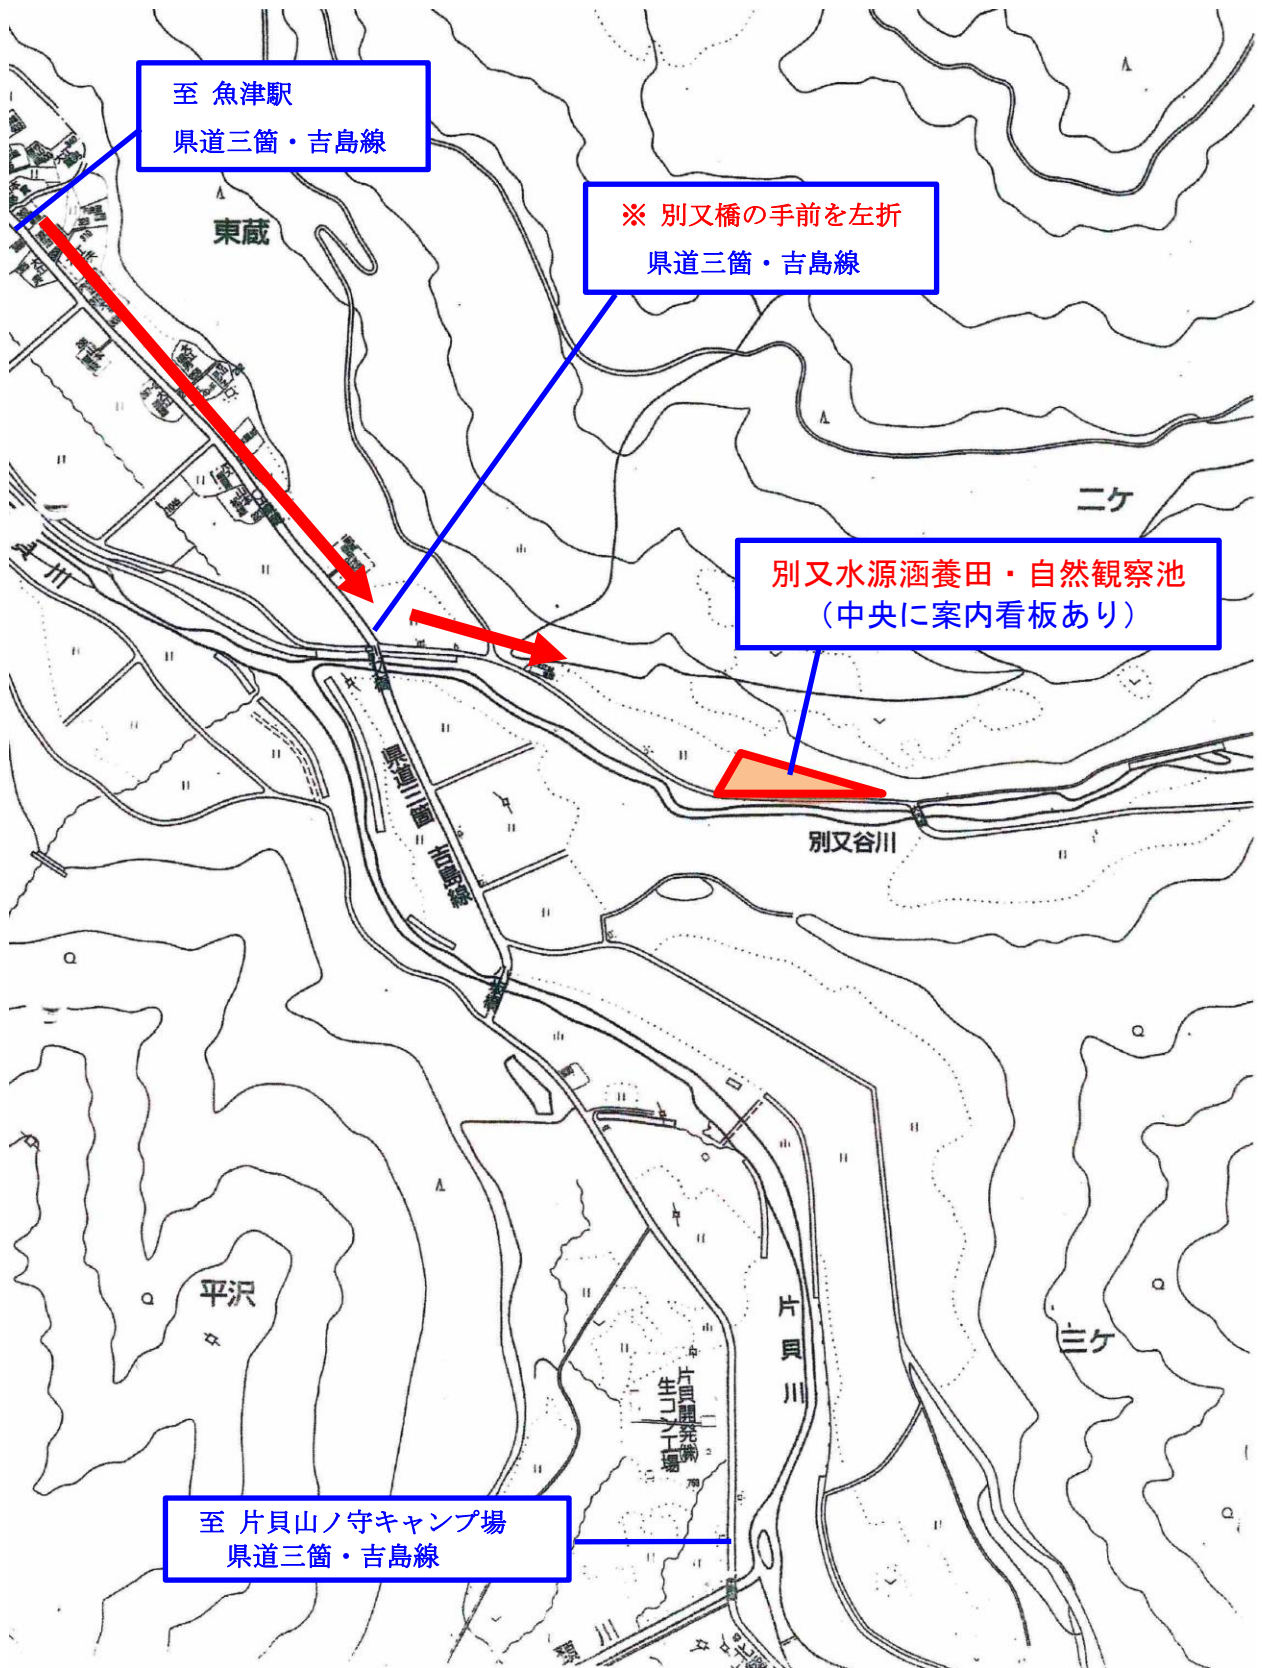 至 魚津駅
県道三箇・吉島線
※ 別又橋の手前を左折
県道三箇・吉島線
東蔵
二ケ
別又水源涵養田・自然観察池
（中央に案内看板あり）
川
県道三箇 吉島線
別又谷川
平沢
片貝川
三ケ
片貝開発㈱
生コン工場
至 片貝山ノ守キャンプ場
県道三箇・吉島線
川